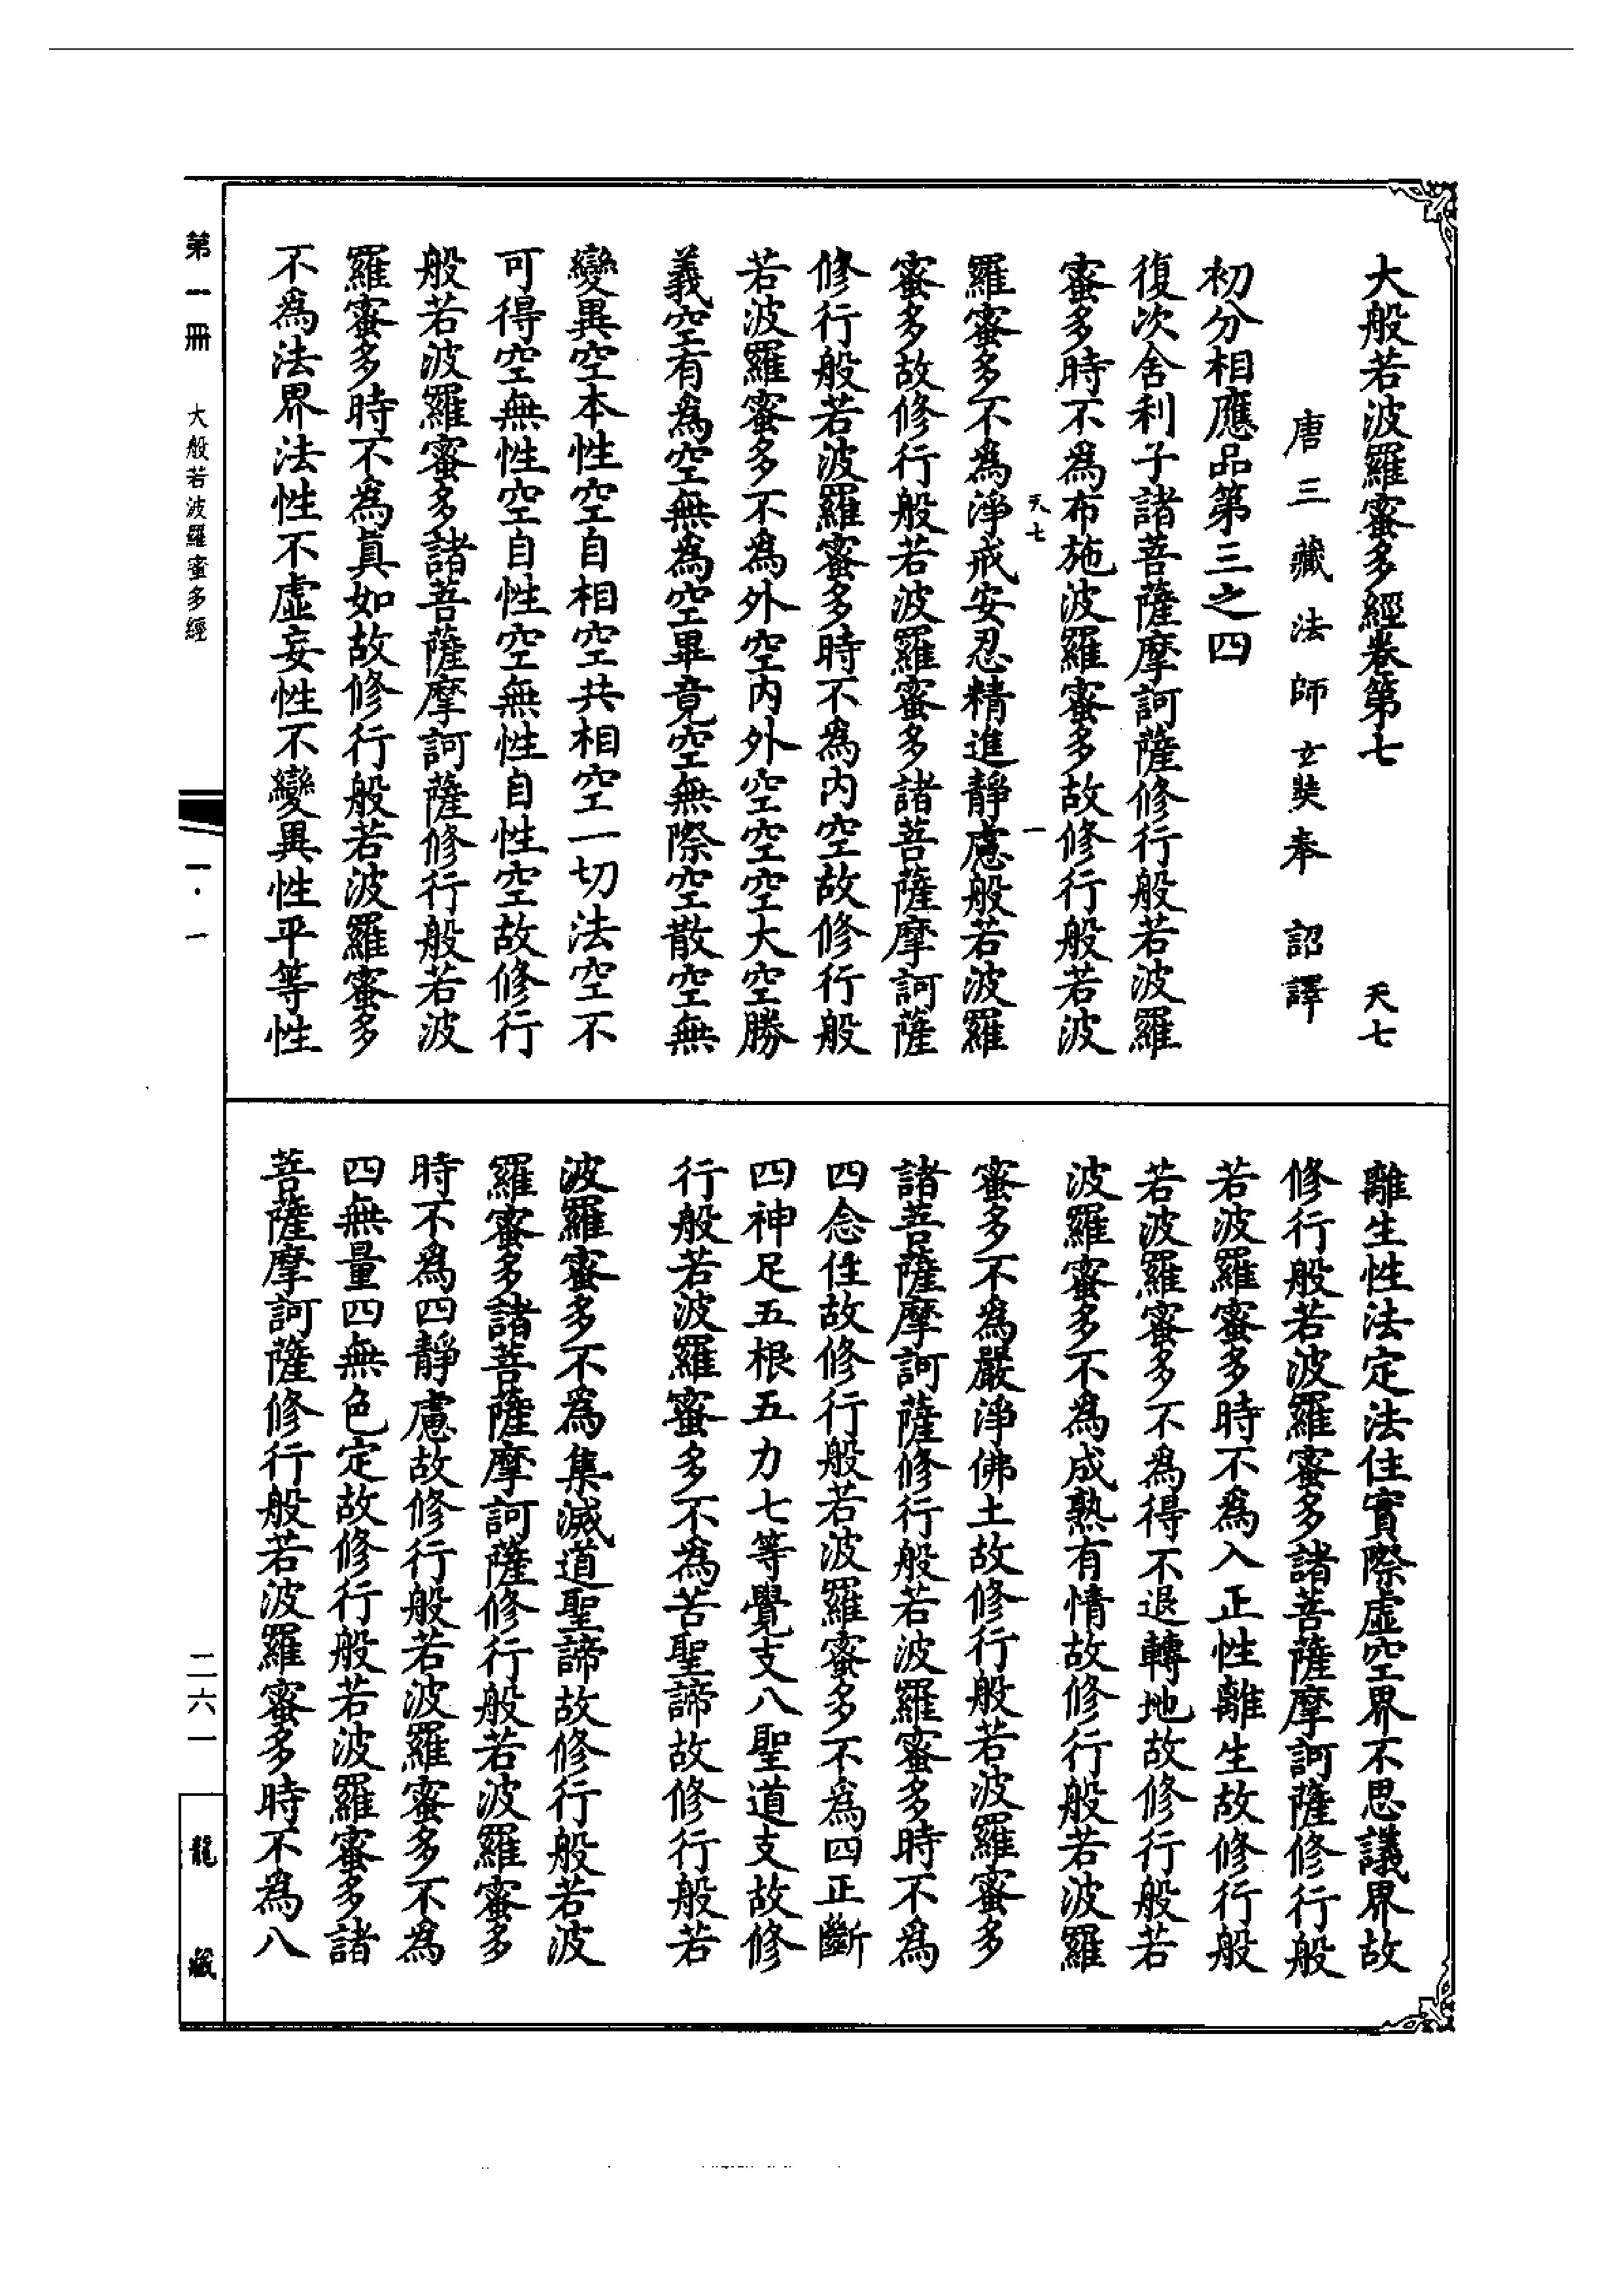 大般若波羅蜜多經卷第七 天七
唐三藏法師玄奘奉 詔譯
初分相應品第三之四
復次舍利子諸菩薩摩訶薩修行般若波羅
蜜多時不為布施波羅蜜多故修行般若波
天七 一
羅蜜多不為淨戒安忍精進靜慮般若波羅
蜜多故修行般若波羅蜜多諸菩薩摩訶薩
修行般若波羅蜜多時不為內空故修行般
若波羅蜜多不為外空內外空空空大空勝
義空有為空無為空畢竟空無際空散空無
變異空本性空自相空共相空一切法空不
可得空無性空自性空無性自性空故修行
般若波羅蜜多諸菩薩摩訶薩修行般若波
羅蜜多時不為真如故修行般若波羅蜜多
不為法界法性不虛妄性不變異性平等性
離生性法定法住實際虛空界不思議界故
修行般若波羅蜜多諸菩薩摩訶薩修行般
若波羅蜜多時不為入正性離生故修行般
若波羅蜜多不為得不退轉地故修行般若
波羅蜜多不為成熟有情故修行般若波羅
蜜多不為嚴淨佛土故修行般若波羅蜜多
諸菩薩摩訶薩修行般若波羅蜜多時不為
四念住故修行般若波羅蜜多不為四正斷
四神足五根五力七等覺支八聖道支故修
行般若波羅蜜多不為苦聖諦故修行般若
波羅蜜多不為集滅道聖諦故修行般若波
羅蜜多諸菩薩摩訶薩修行般若波羅蜜多
時不為四靜慮故修行般若波羅蜜多不為
四無量四無色定故修行般若波羅蜜多諸
菩薩摩訶薩修行般若波羅蜜多時不為八
第一冊 大般若波羅蜜多經 一·一 二六一 龍藏